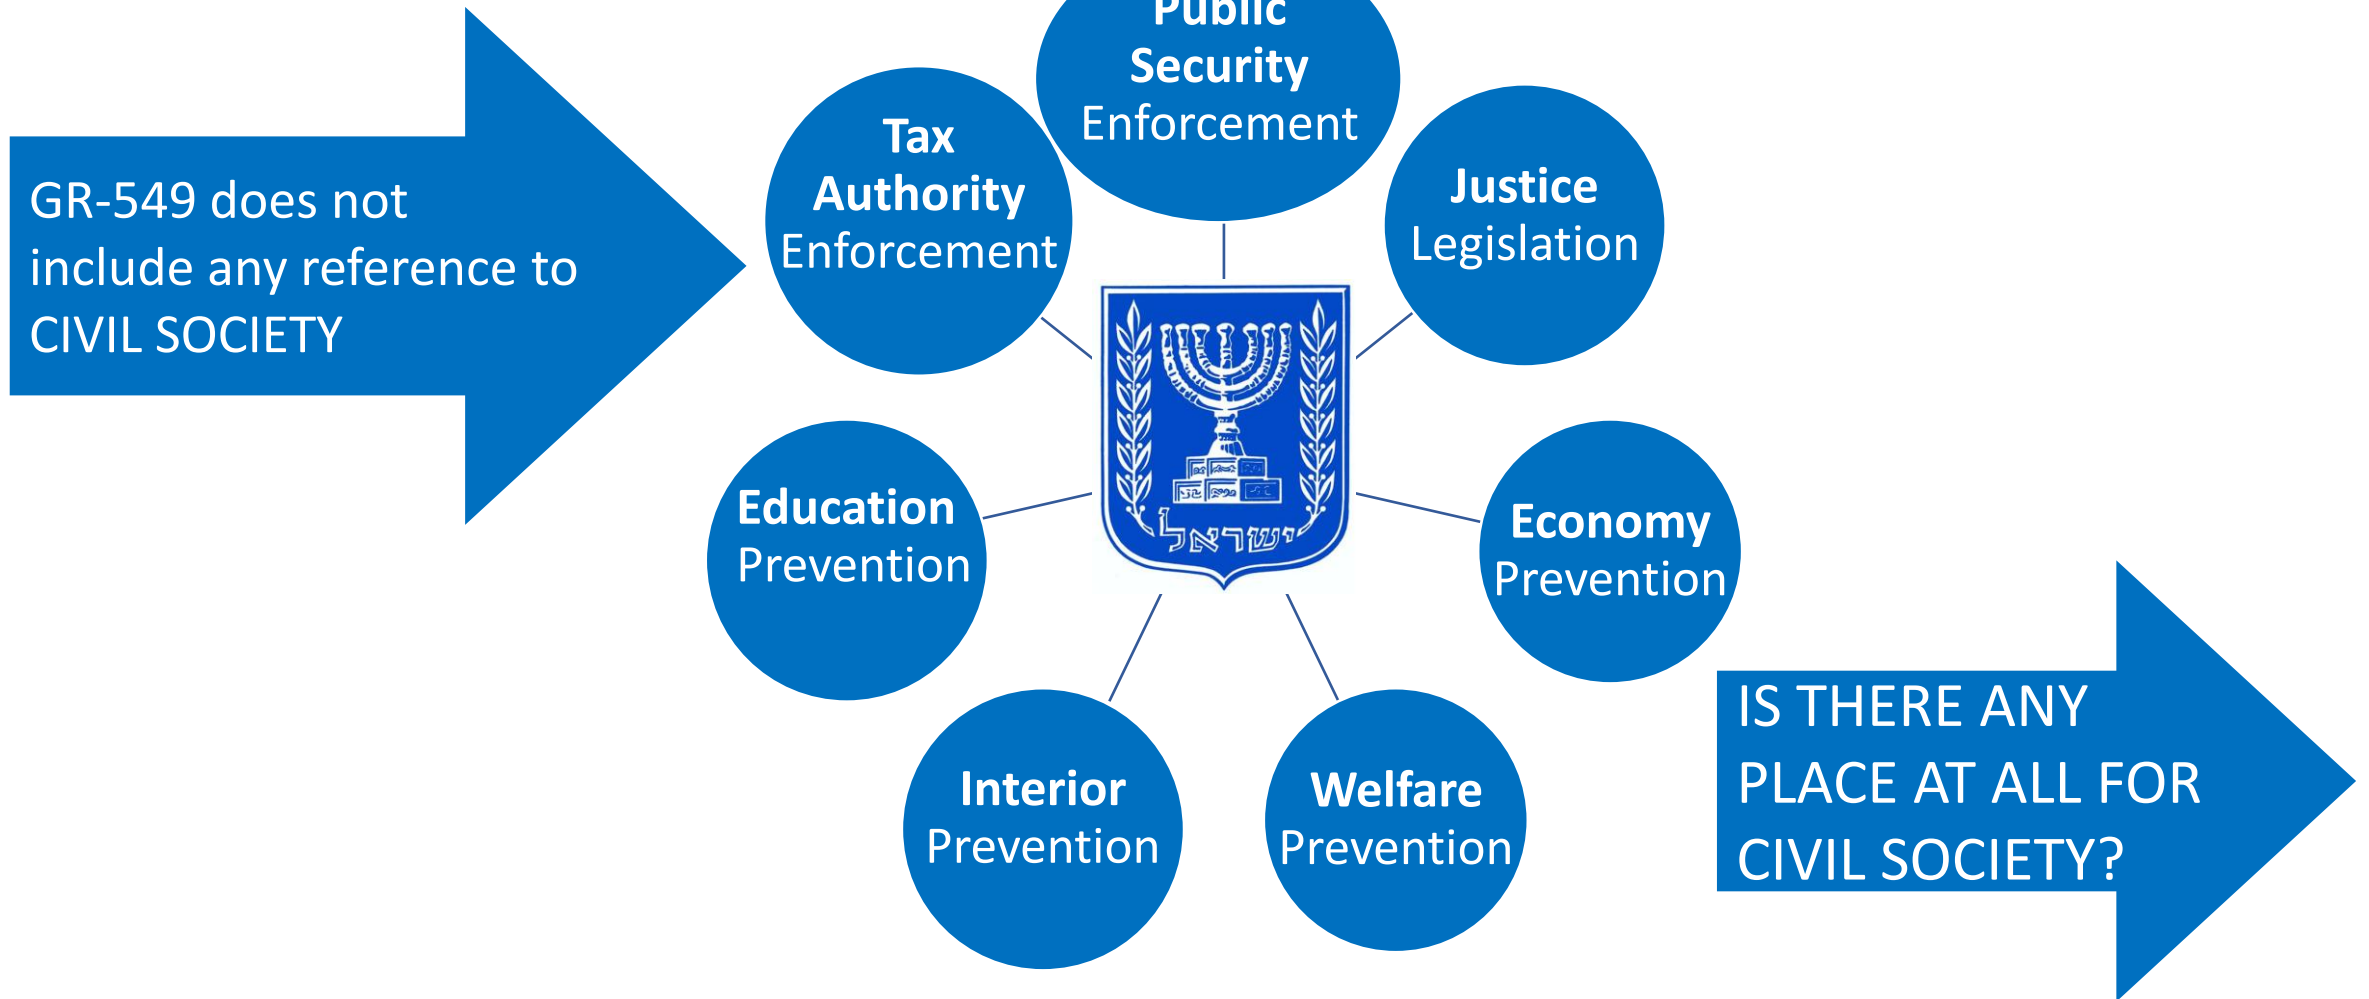 GR-549 does not
include any reference to
CIVIL SOCIETY
Public
Security
Enforcement
Tax
Authority
Enforcement
Justice
Legislation
ישראל
Education
Prevention
Economy
Prevention
Interior
Prevention
Welfare
Prevention
IS THERE ANY
PLACE AT ALL FOR
CIVIL SOCIETY?